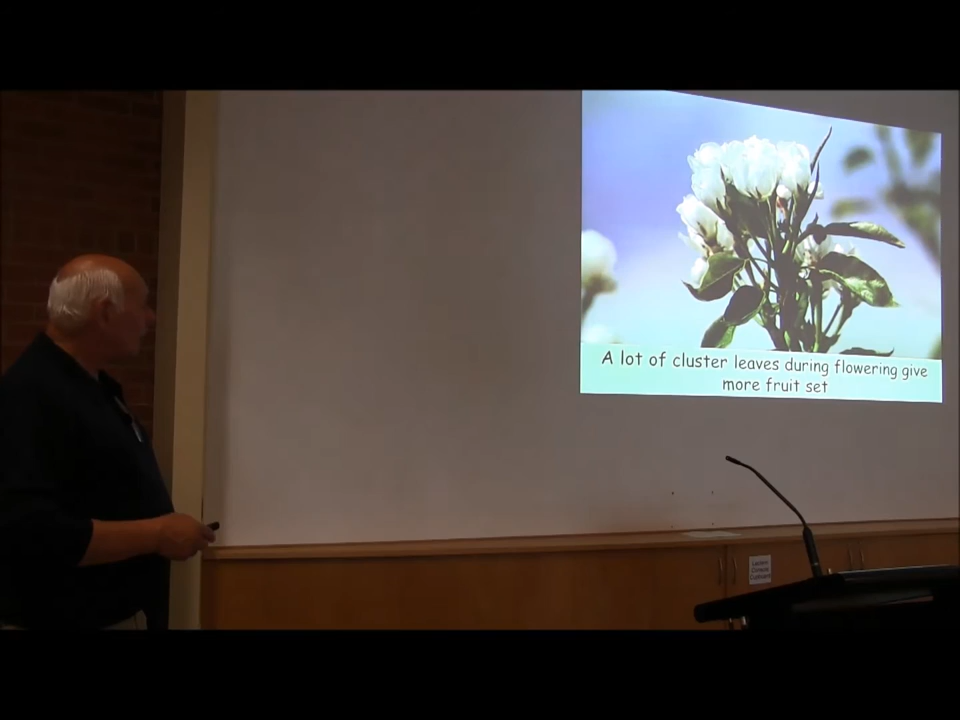 A lot of cluster leaves during flowering give
more fruit set